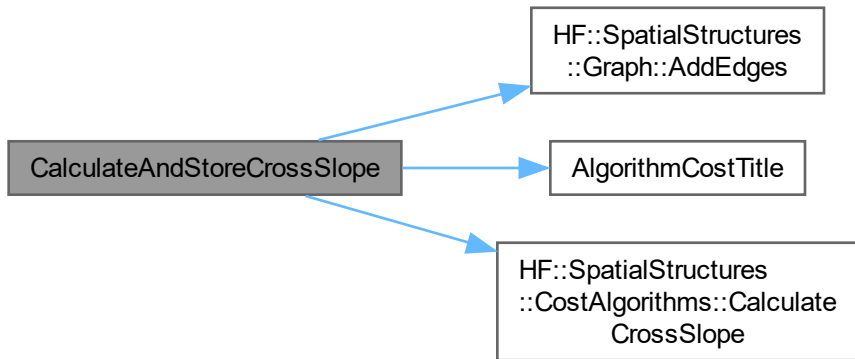 HF::SpatialStructures
::Graph::AddEdges
CalculateAndStoreCrossSlope
AlgorithmCostTitle
HF::SpatialStructures
::CostAlgorithms::Calculate
CrossSlope